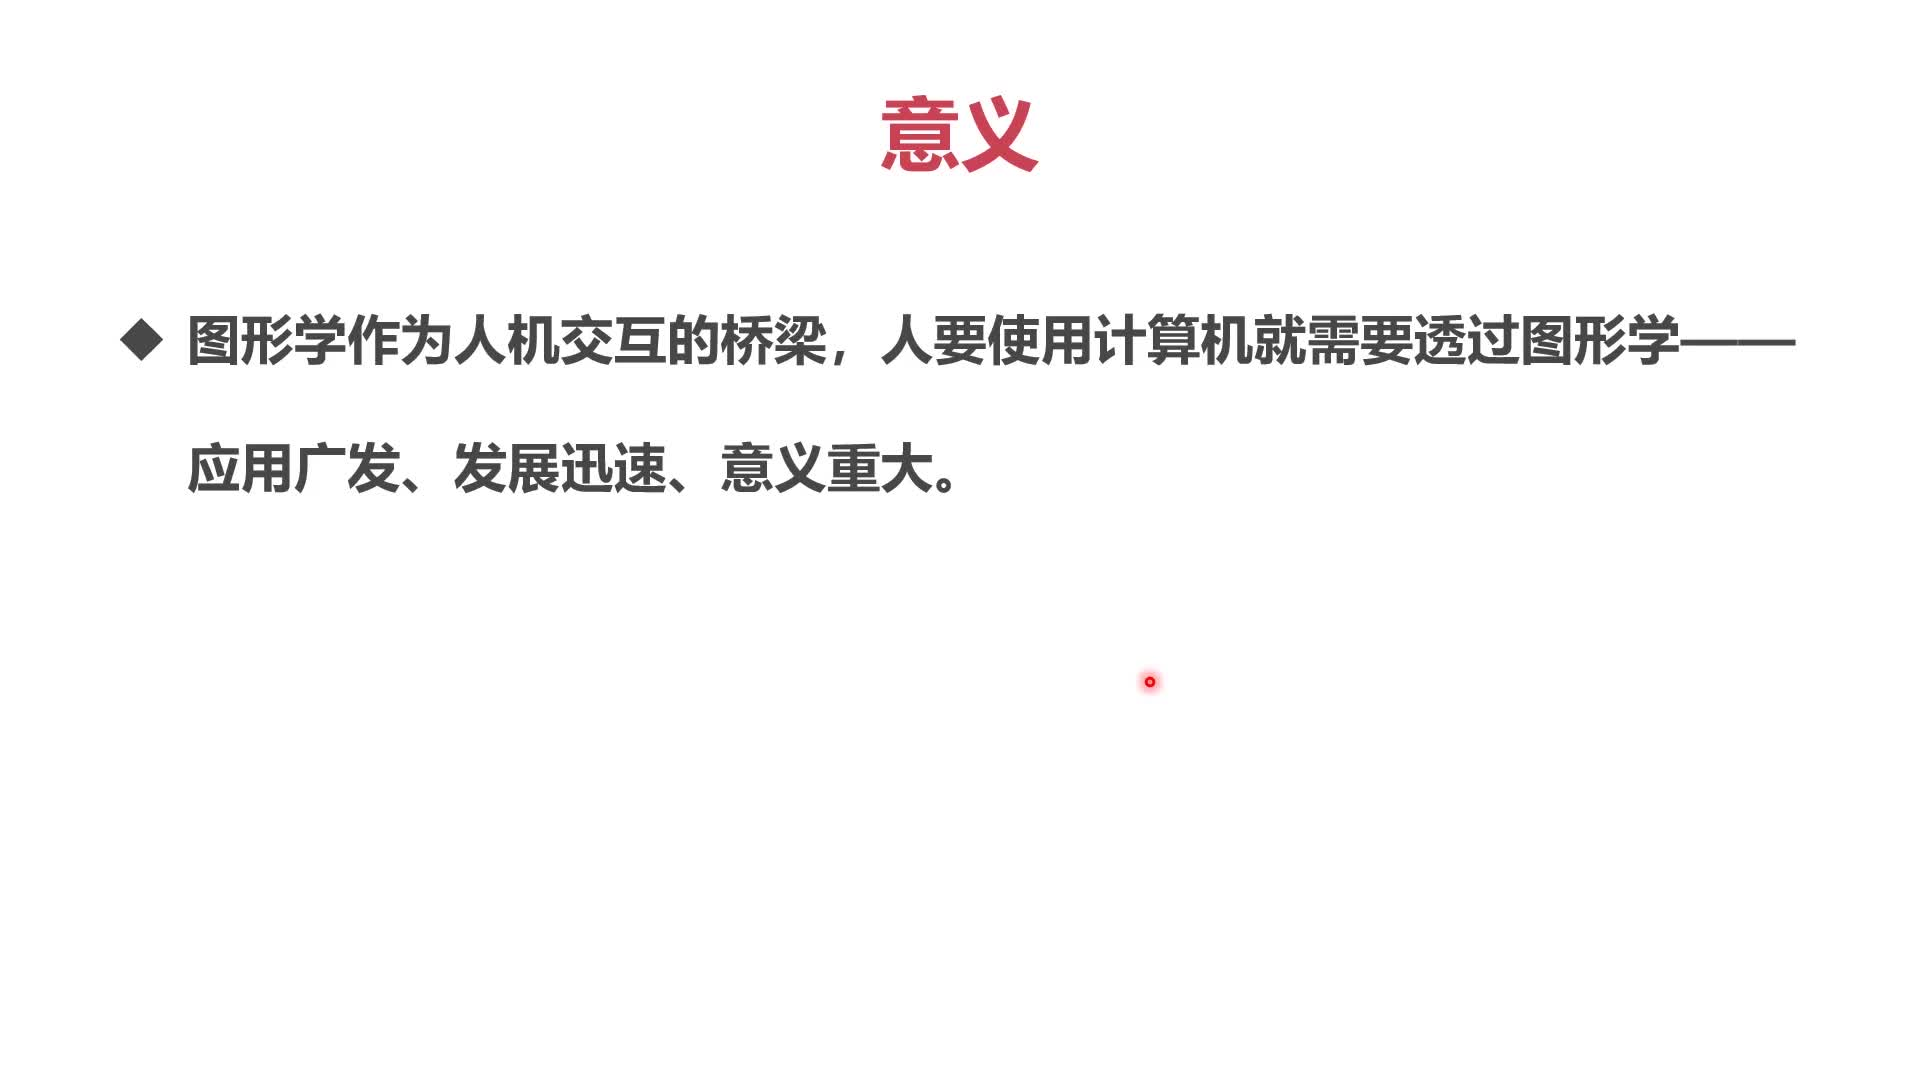 意义
◆ 图形学作为人机交互的桥梁，人要使用计算机就需要透过图形学——
应用广发、发展迅速、意义重大。